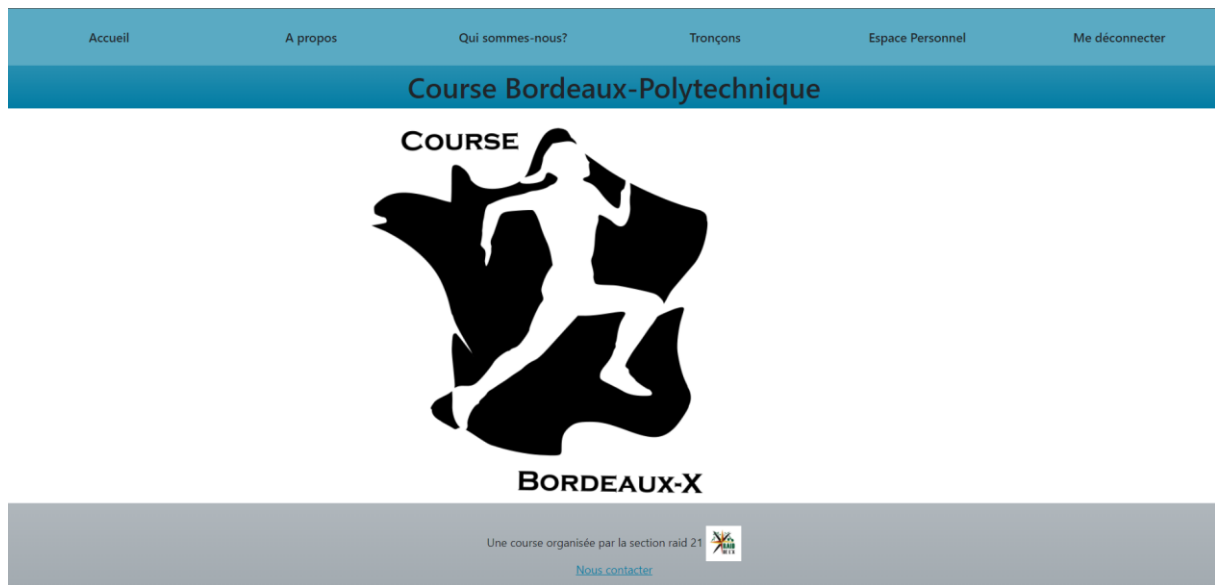 Accueil A propos Qui sommes-nous? Tronçons Espace Personnel Me déconnecter
Course Bordeaux-Polytechnique
COURSE
BORDEAUX-X
Une course organisée par la section raid 21
RAID
Nous contacter